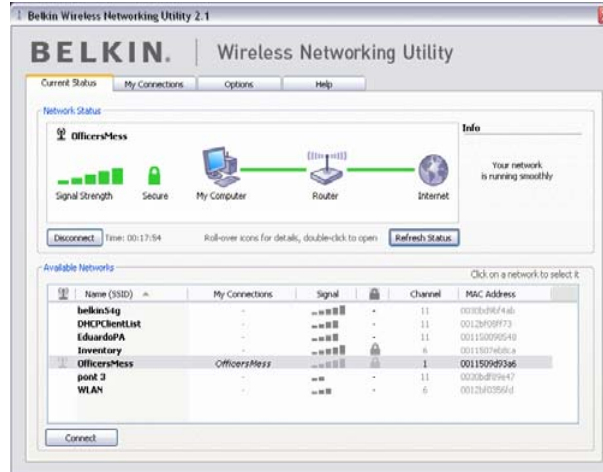 Belkin Wireless Networking Utility 2.1
BELKIN. Wireless Networking Utility
Current Status My Connections Options Help
Network Status
OfficersMess
Signal Strength Secure My Computer Router Internet
Info
Your network
is running smoothly
Disconnect Time: 00:17:54 Roll-over icons for details, double-click to open Refresh Status
Available Networks
Click on a network to select it
Name (SSID) My Connections Signal Channel MAC Address
belkin54g - - 11
DHCPClientList - - 11 0012bf08ff73
EduardoPA - - 11 001150098548
Inventory - 6
OfficersMess OfficersMess 1 0011509d93a6
pont 3 - - 11
WLAN - - 6
Connect